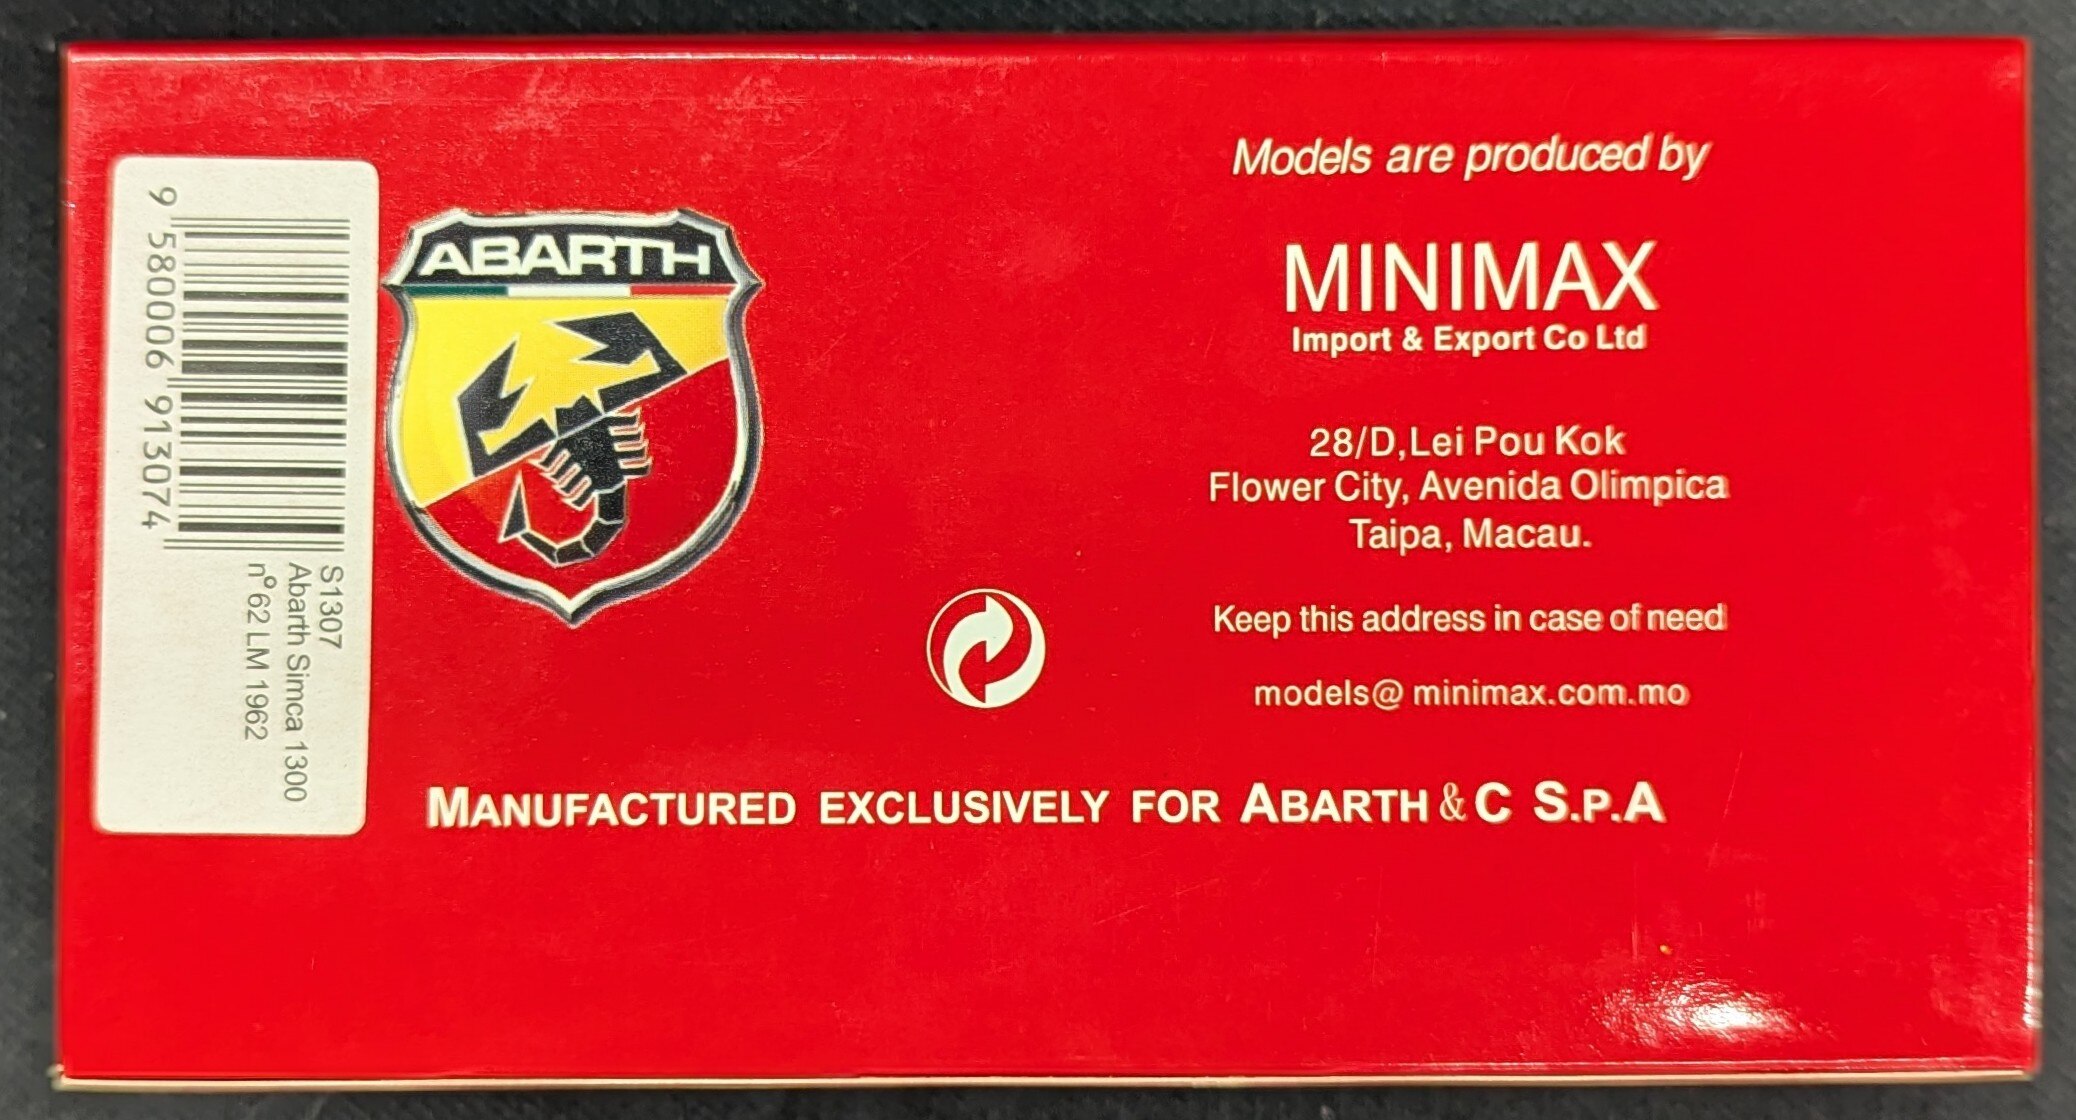 9 580006 913074
S1307
Abarth Simca 1300
n°62 LM 1962
ABARTH
Models are produced by
MINIMAX
Import & Export Co Ltd
28/D,Lei Pou Kok
Flower City, Avenida Olimpica
Taipa, Macau.
Keep this address in case of need
models@ minimax.com.mo
MANUFACTURED EXCLUSIVELY FOR ABARTH & C S.P.A